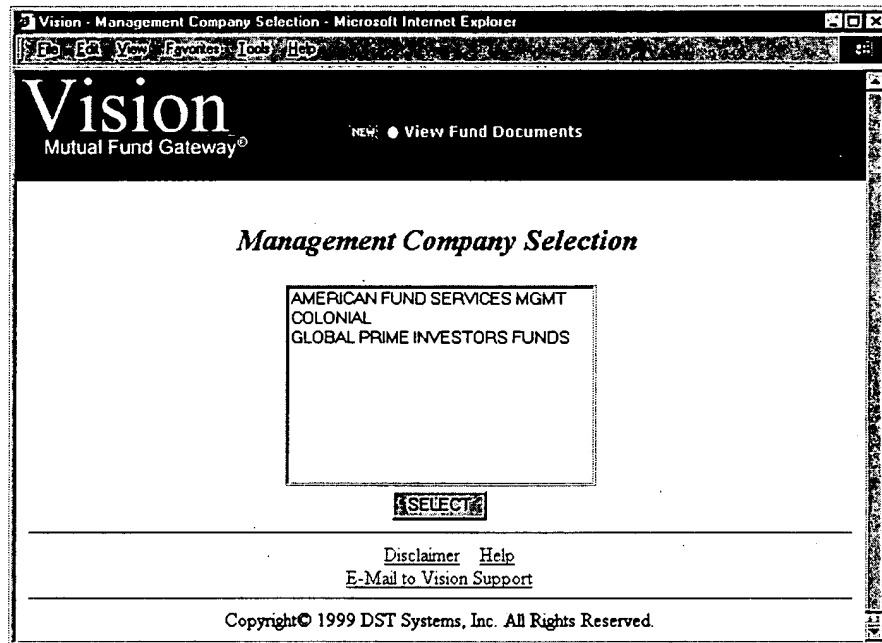 Vision - Management Company Selection - Microsoft Internet Explorer
File Edit View Favorites Tools Help
Vision
Mutual Fund Gateway®
NEW! View Fund Documents
Management Company Selection
AMERICAN FUND SERVICES MGMT
COLONIAL
GLOBAL PRIME INVESTORS FUNDS
SELECT
Disclaimer Help
E-Mail to Vision Support
Copyright© 1999 DST Systems, Inc. All Rights Reserved.